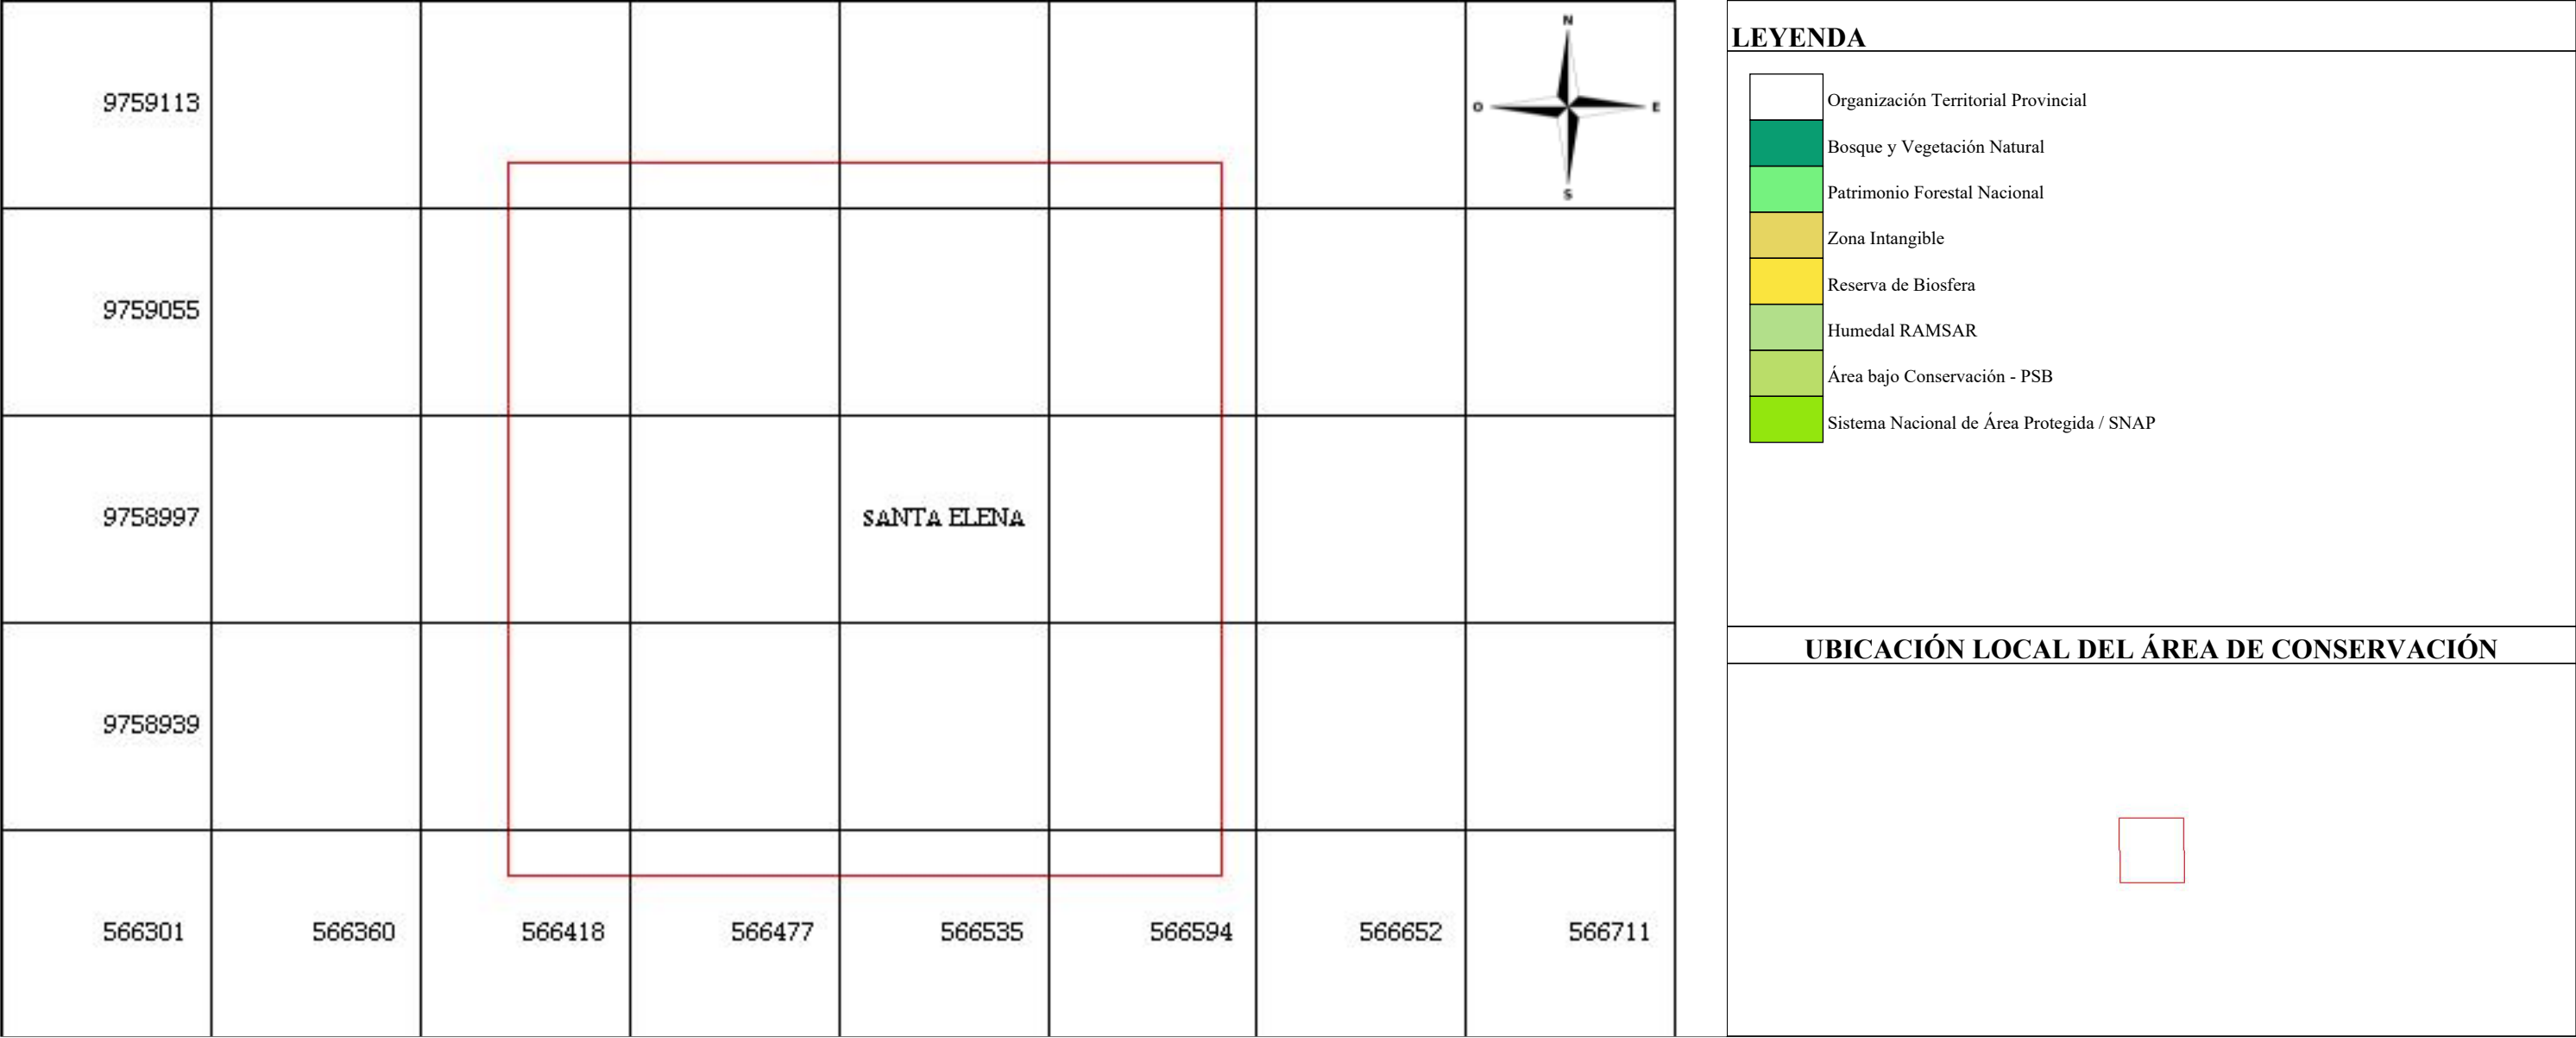 N
O E
S
9759113
9759055
9758997
SANTA ELENA
9758939
566301 566360 566418 566477 566535 566594 566652 566711
LEYENDA
Organización Territorial Provincial
Bosque y Vegetación Natural
Patrimonio Forestal Nacional
Zona Intangible
Reserva de Biosfera
Humedal RAMSAR
Área bajo Conservación - PSB
Sistema Nacional de Área Protegida / SNAP
UBICACIÓN LOCAL DEL ÁREA DE CONSERVACIÓN